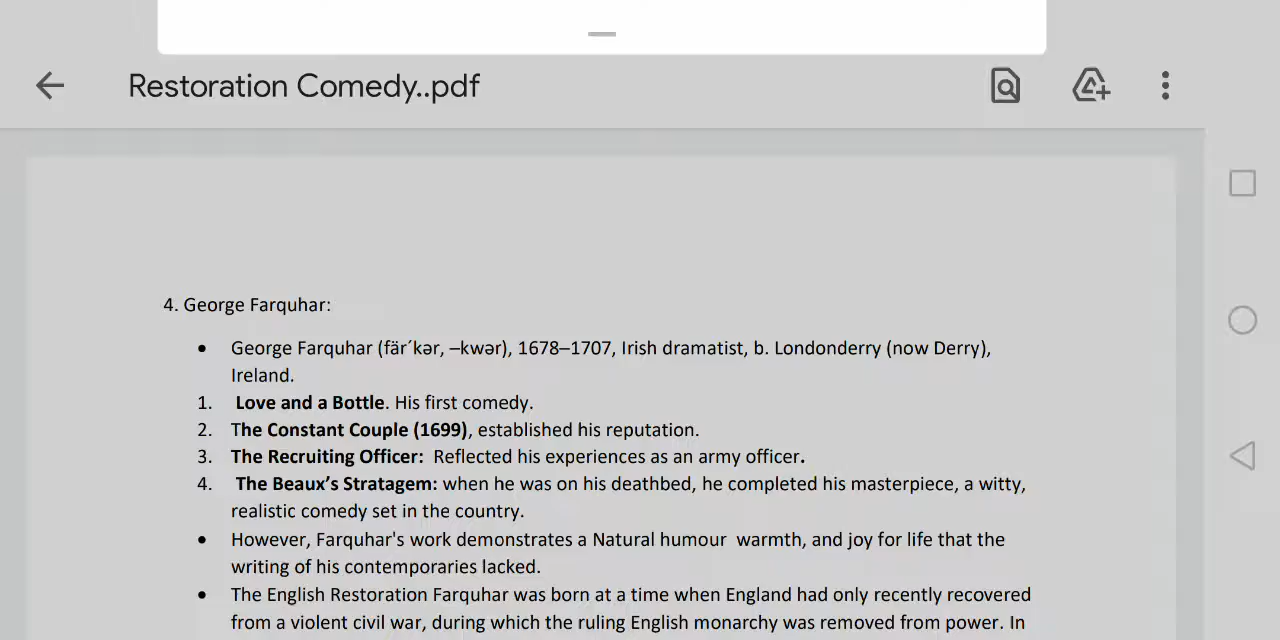 Restoration Comedy..pdf
4. George Farquhar:
• George Farquhar (fär′kər, –kwər), 1678–1707, Irish dramatist, b. Londonderry (now Derry),
Ireland.
1. Love and a Bottle. His first comedy.
2. The Constant Couple (1699), established his reputation.
3. The Recruiting Officer: Reflected his experiences as an army officer.
4. The Beaux’s Stratagem: when he was on his deathbed, he completed his masterpiece, a witty,
realistic comedy set in the country.
• However, Farquhar's work demonstrates a Natural humour warmth, and joy for life that the
writing of his contemporaries lacked.
• The English Restoration Farquhar was born at a time when England had only recently recovered
from a violent civil war, during which the ruling English monarchy was removed from power. In